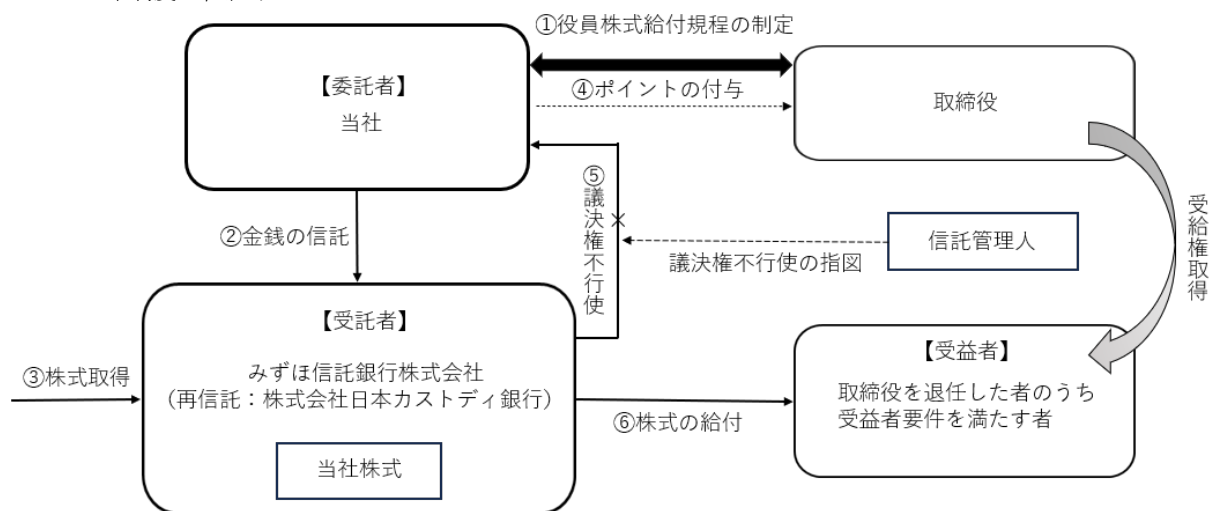 ①役員株式給付規程の制定
【委託者】
当社
④ポイントの付与
取締役
⑤議決権不行使
受給権取得
②金銭の信託
信託管理人
議決権不行使の指図
【受託者】
みずほ信託銀行株式会社
(再信託:株式会社日本カストディ銀行)
③株式取得
当社株式
⑥株式の給付
【受益者】
取締役を退任した者のうち
受益者要件を満たす者